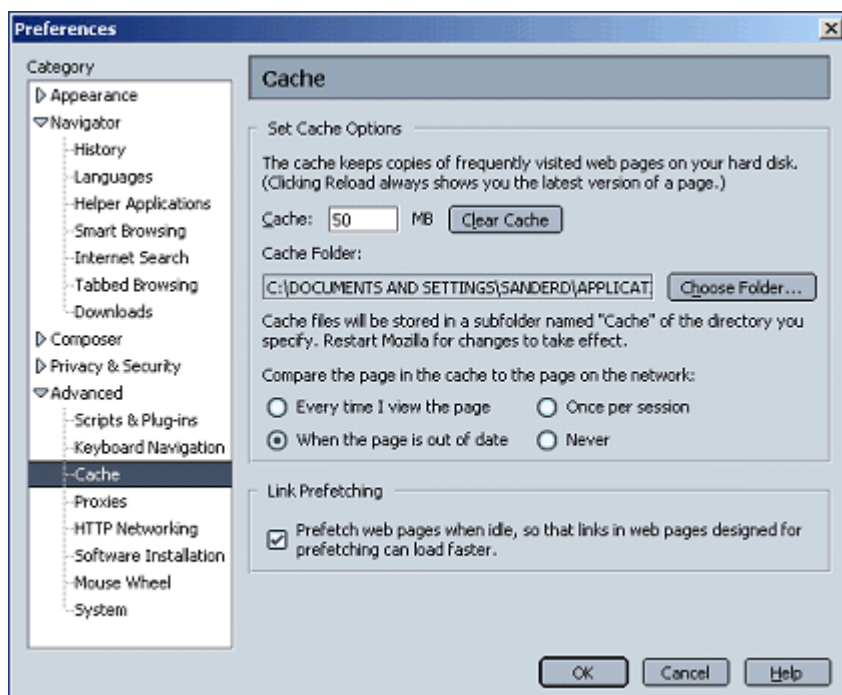 Preferences
Category
Appearance
Navigator
History
Languages
Helper Applications
Smart Browsing
Internet Search
Tabbed Browsing
Downloads
Composer
Privacy & Security
Advanced
Scripts & Plug-ins
Keyboard Navigation
Cache
Proxies
HTTP Networking
Software Installation
Mouse Wheel
System
Cache
Set Cache Options
The cache keeps copies of frequently visited web pages on your hard disk.
(Clicking Reload always shows you the latest version of a page.)
Cache: 50 MB Clear Cache
Cache Folder:
C:\DOCUMENTS AND SETTINGS\SANDERD\APPLICAT. Choose Folder...
Cache files will be stored in a subfolder named "Cache" of the directory you
specify. Restart Mozilla for changes to take effect.
Compare the page in the cache to the page on the network:
Every time I view the page Once per session
When the page is out of date Never
Link Prefetching
Prefetch web pages when idle, so that links in web pages designed for
prefetching can load faster.
OK Cancel Help